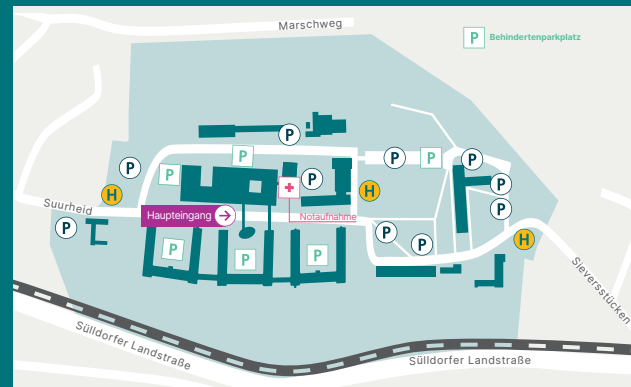 Marschweg
P Behindertenparkplatz
P
P
P
P
P
P
P
P
P
H
H
P
Suurheid
P
Haupteingang
Notaufnahme
P
P
P
P
H
P
P
P
Sieversstücken
Sülldorfer Landstraße
Sülldorfer Landstraße